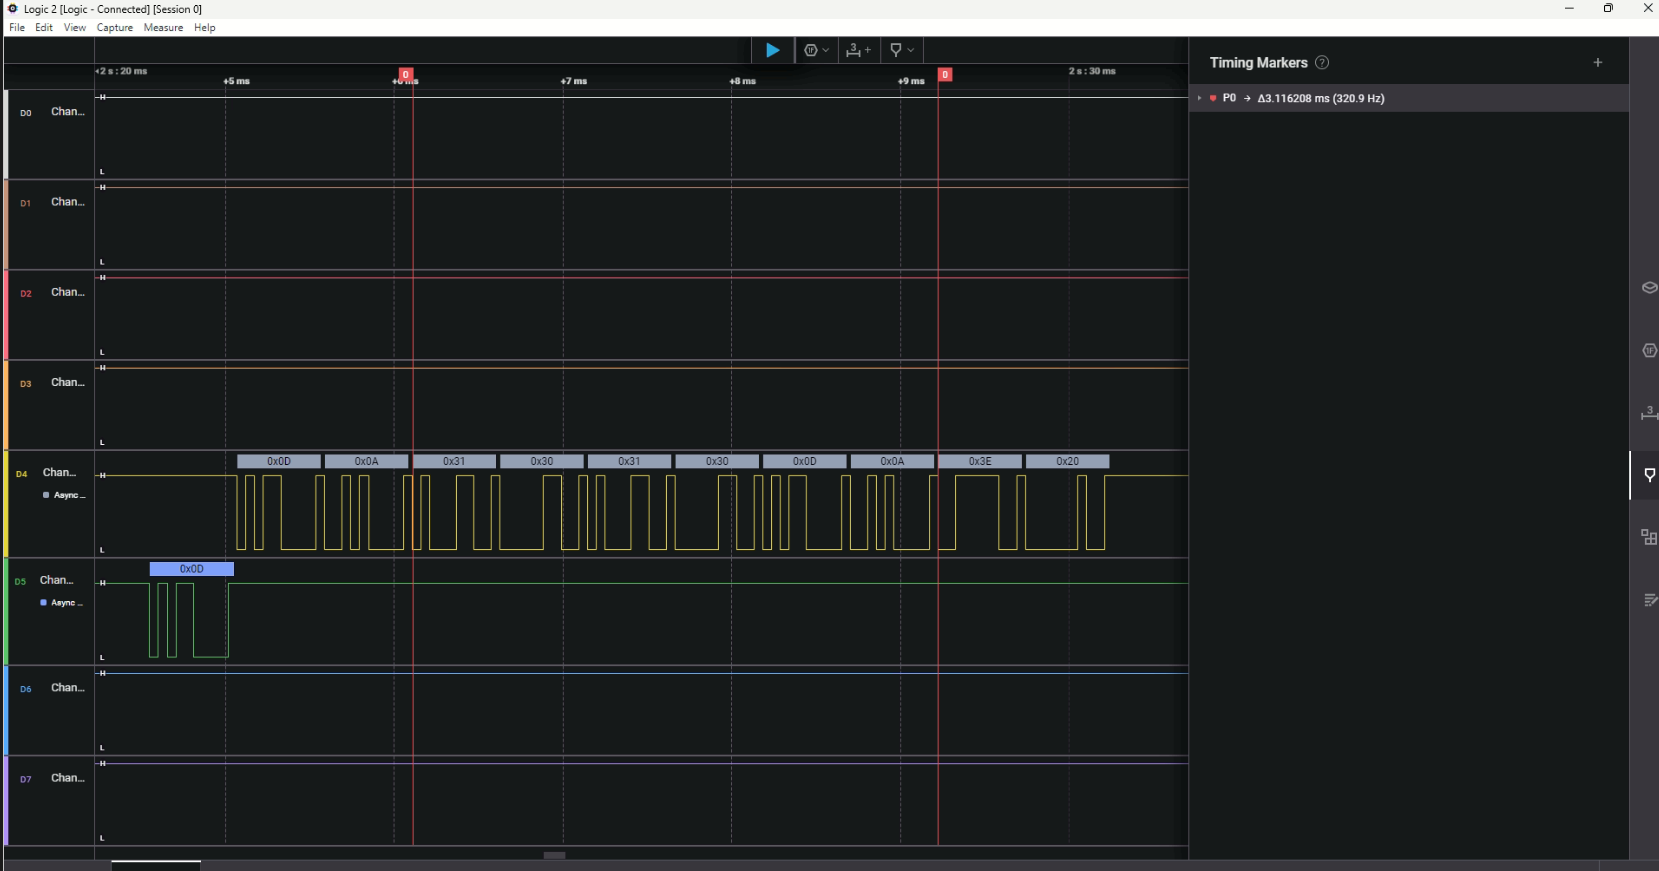 Logic 2 [Logic - Connected] [Session 0]
File Edit View Capture Measure Help
2 s : 20 ms
2 s : 30 ms
+5 ms
0
+7 ms
+8 ms
+9 ms
0
Timing Markers ?
P0 → Δ3.116208 ms (320.9 Hz)
D0 Chan...
H
L
D1 Chan...
H
L
D2 Chan...
H
L
D3 Chan...
H
L
0x0D 0x0A 0x31 0x30 0x31 0x30 0x0D 0x0A 0x3E 0x20
D4 Chan...
H
Async ...
L
0x0D
D5 Chan...
H
Async ...
L
D6 Chan...
H
L
D7 Chan...
H
L